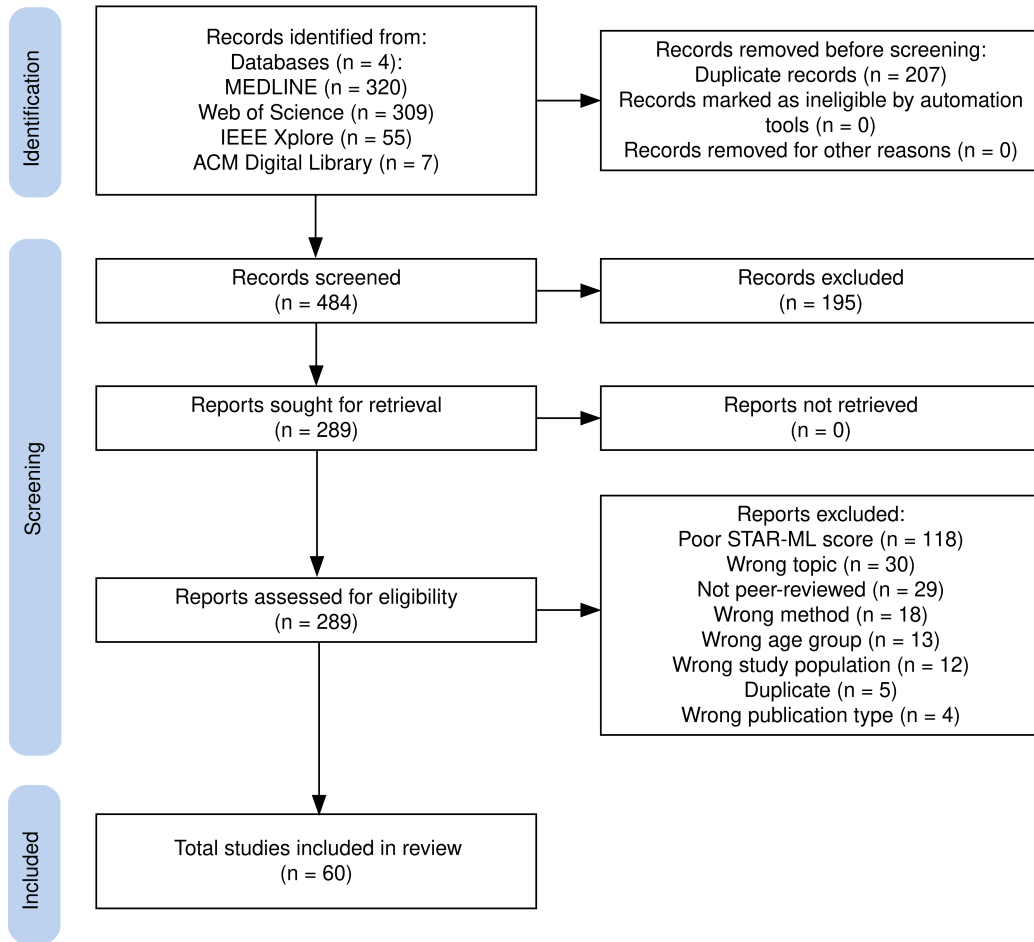 Identification
Records identified from:
Databases (n = 4):
MEDLINE (n = 320)
Web of Science (n = 309)
IEEE Xplore (n = 55)
ACM Digital Library (n = 7)
Records removed before screening:
Duplicate records (n = 207)
Records marked as ineligible by automation
tools (n = 0)
Records removed for other reasons (n = 0)
Screening
Records screened
(n = 484)
Records excluded
(n = 195)
Reports sought for retrieval
(n = 289)
Reports not retrieved
(n = 0)
Reports assessed for eligibility
(n = 289)
Reports excluded:
Poor STAR-ML score (n = 118)
Wrong topic (n = 30)
Not peer-reviewed (n = 29)
Wrong method (n = 18)
Wrong age group (n = 13)
Wrong study population (n = 12)
Duplicate (n = 5)
Wrong publication type (n = 4)
Included
Total studies included in review
(n = 60)